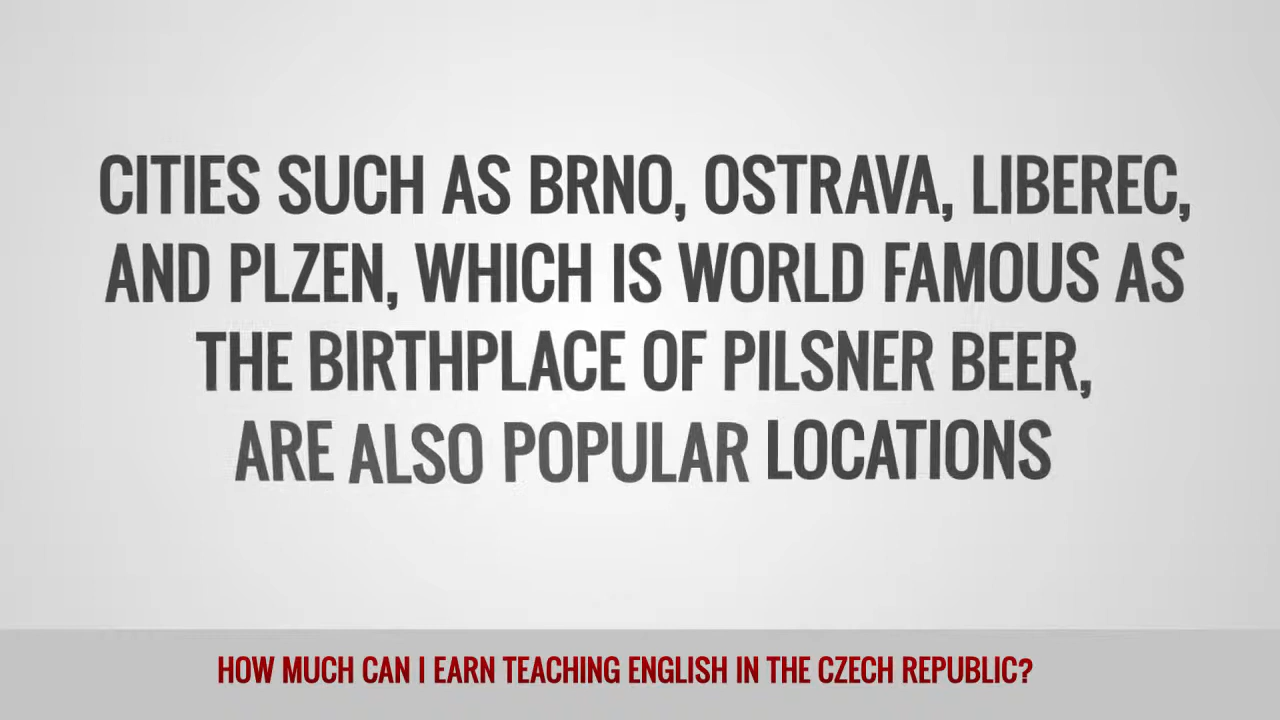 CITIES SUCH AS BRNO, OSTRAVA, LIBEREC,
AND PLZEN, WHICH IS WORLD FAMOUS AS
THE BIRTHPLACE OF PILSNER BEER,
ARE ALSO POPULAR LOCATIONS
HOW MUCH CAN I EARN TEACHING ENGLISH IN THE CZECH REPUBLIC?